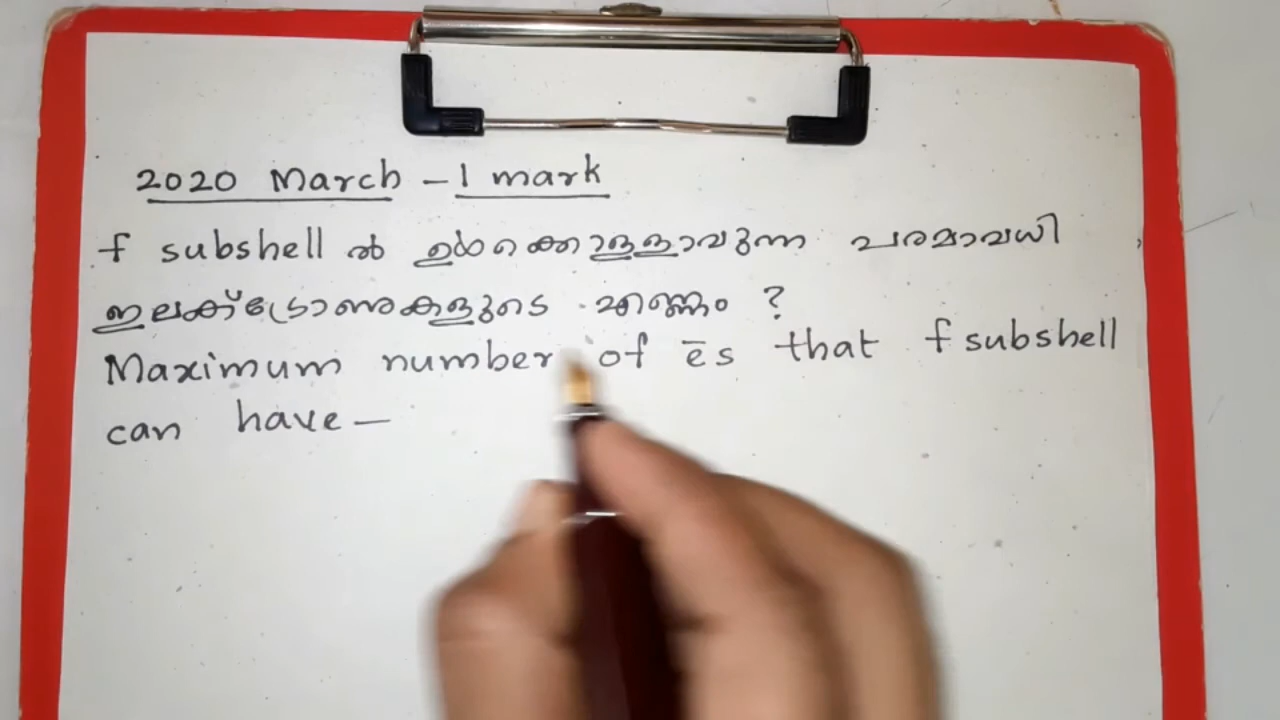 2020 March - 1 mark
f subshell ൽ ഉൾക്കൊള്ളാവുന്ന പരമാവധി
ഇലക്ട്രോണുകളുടെ എണ്ണം ?
Maximum number of ēs that f subshell
can have —